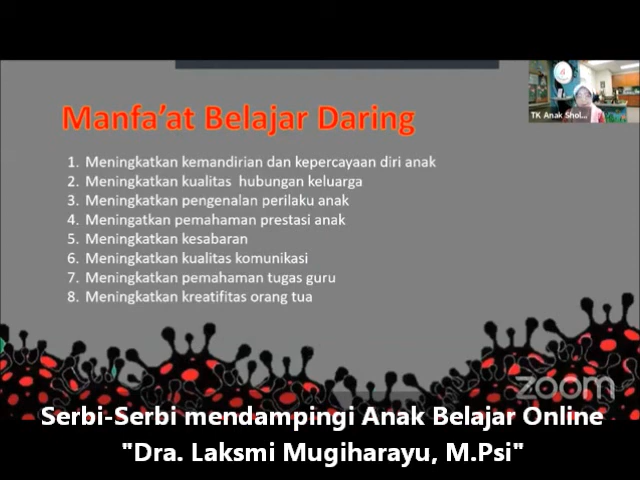 Manfa'at Belajar Daring
TK Anak Shol...
1. Meningkatkan kemandirian dan kepercayaan diri anak
2. Meningkatkan kualitas hubungan keluarga
3. Meningkatkan pengenalan perilaku anak
4. Meningatkan pemahaman prestasi anak
5. Meningkatkan kesabaran
6. Meningkatkan kualitas komunikasi
7. Meningkatkan pemahaman tugas guru
8. Meningkatkan kreatifitas orang tua
zoom
Serbi-Serbi mendampingi Anak Belajar Online
"Dra. Laksmi Mugiharayu, M.Psi"